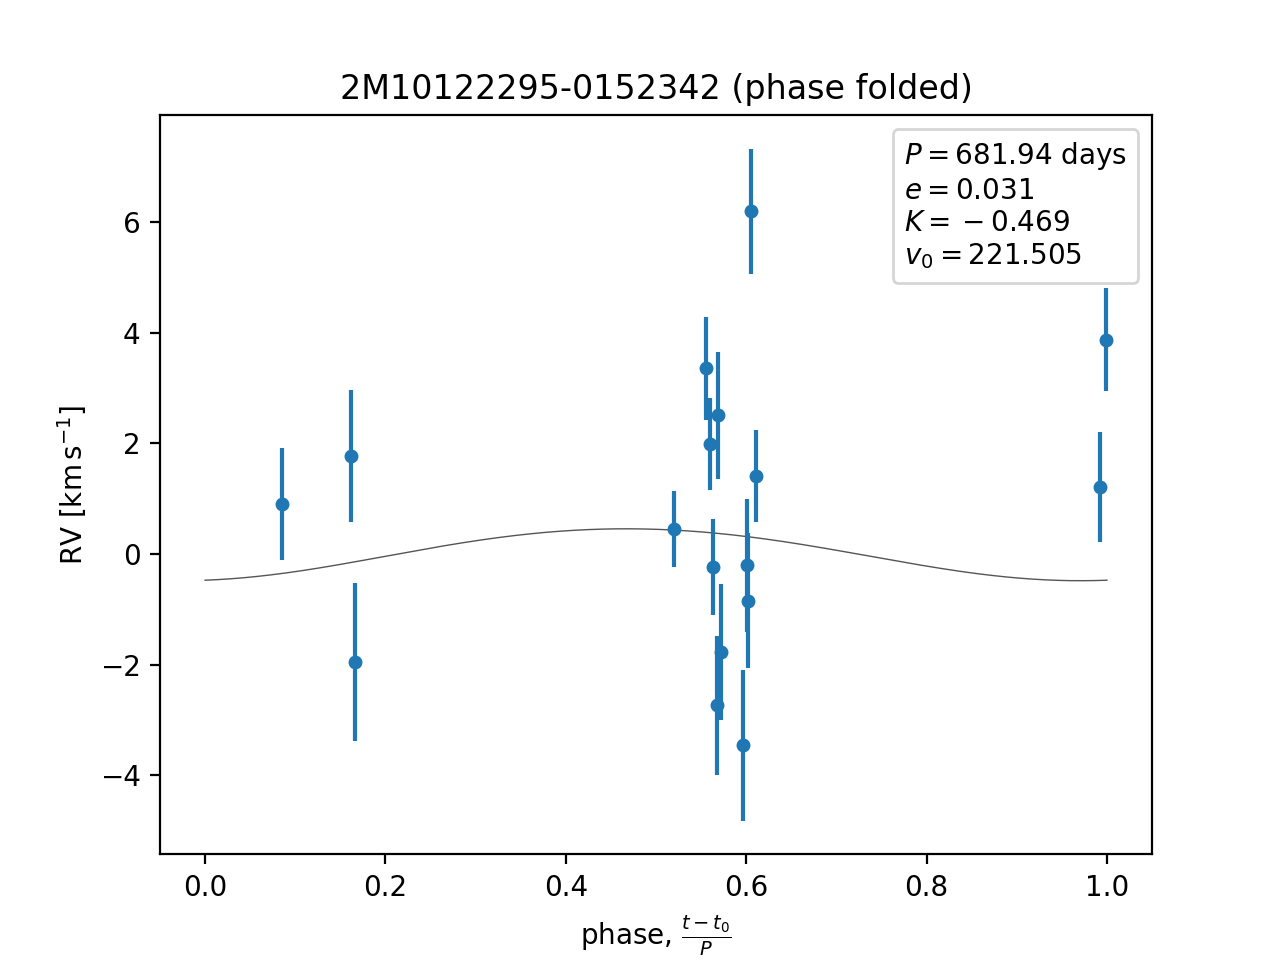 2M10122295-0152342 (phase folded)
P = 681.94 days
e = 0.031
K = −0.469
v₀ = 221.505
6
4
2
0
−2
−4
RV [km s⁻¹]
0.0 0.2 0.4 0.6 0.8 1.0
phase, (t − t₀)/P